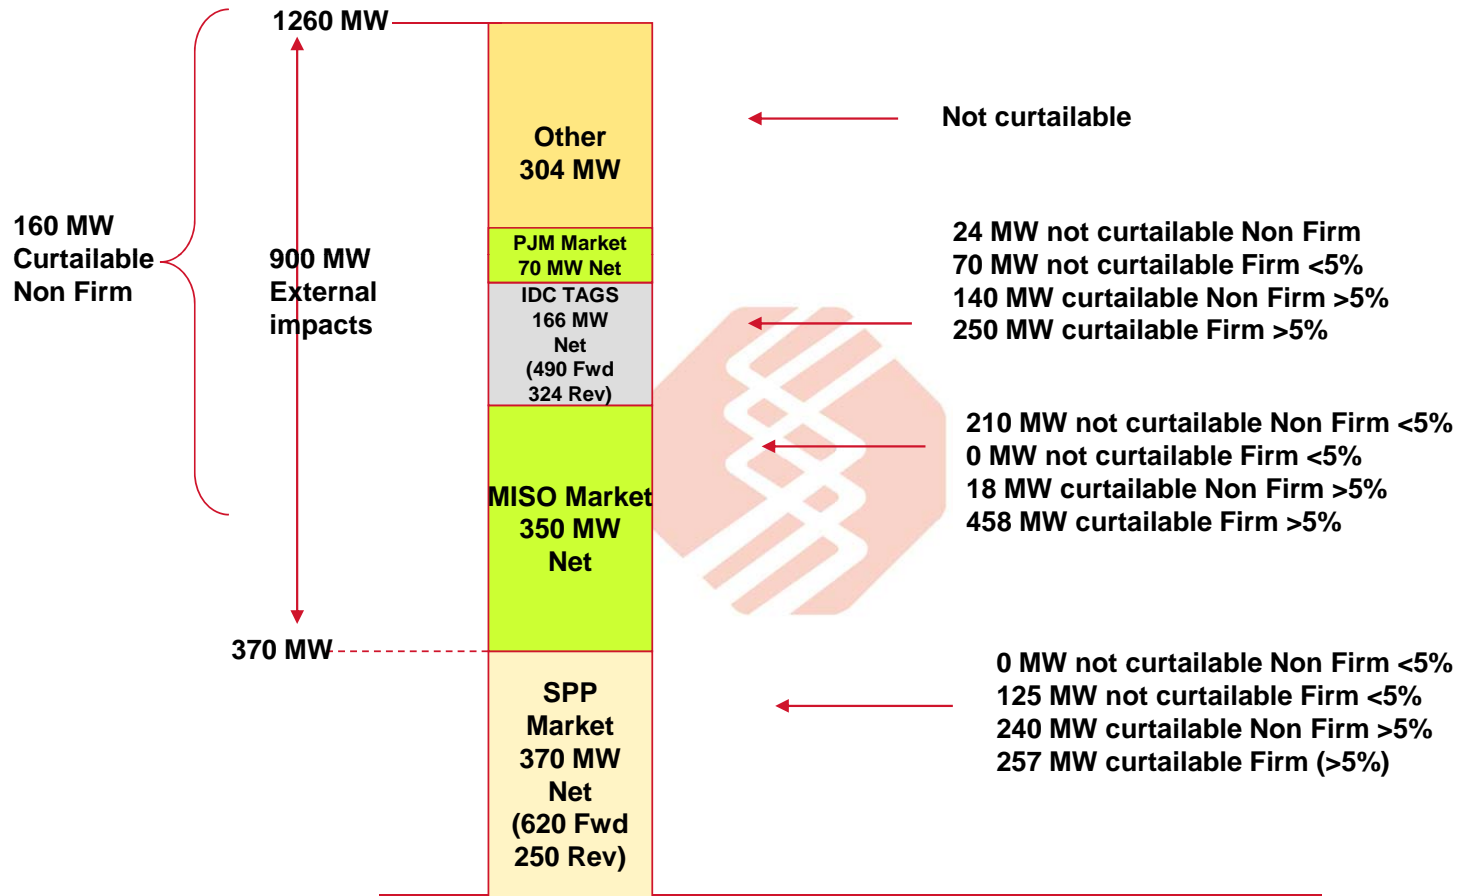 1260 MW
160 MW
Curtailable
Non Firm
900 MW
External
impacts
370 MW
Other
304 MW
PJM Market
70 MW Net
IDC TAGS
166 MW
Net
(490 Fwd
324 Rev)
MISO Market
350 MW
Net
SPP
Market
370 MW
Net
(620 Fwd
250 Rev)
Not curtailable
24 MW not curtailable Non Firm
70 MW not curtailable Firm <5%
140 MW curtailable Non Firm >5%
250 MW curtailable Firm >5%
210 MW not curtailable Non Firm <5%
0 MW not curtailable Firm <5%
18 MW curtailable Non Firm >5%
458 MW curtailable Firm >5%
0 MW not curtailable Non Firm <5%
125 MW not curtailable Firm <5%
240 MW curtailable Non Firm >5%
257 MW curtailable Firm (>5%)